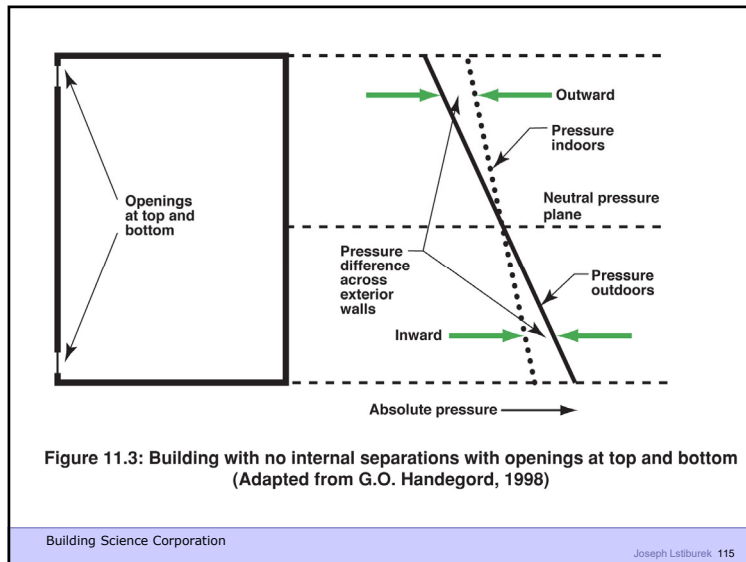 Outward
Pressure
indoors
Openings
at top and
bottom
Neutral pressure
plane
Pressure
difference
across
exterior
walls
Pressure
outdoors
Inward
Absolute pressure
Figure 11.3: Building with no internal separations with openings at top and bottom
(Adapted from G.O. Handegord, 1998)
Building Science Corporation
Joseph Lstiburek 115